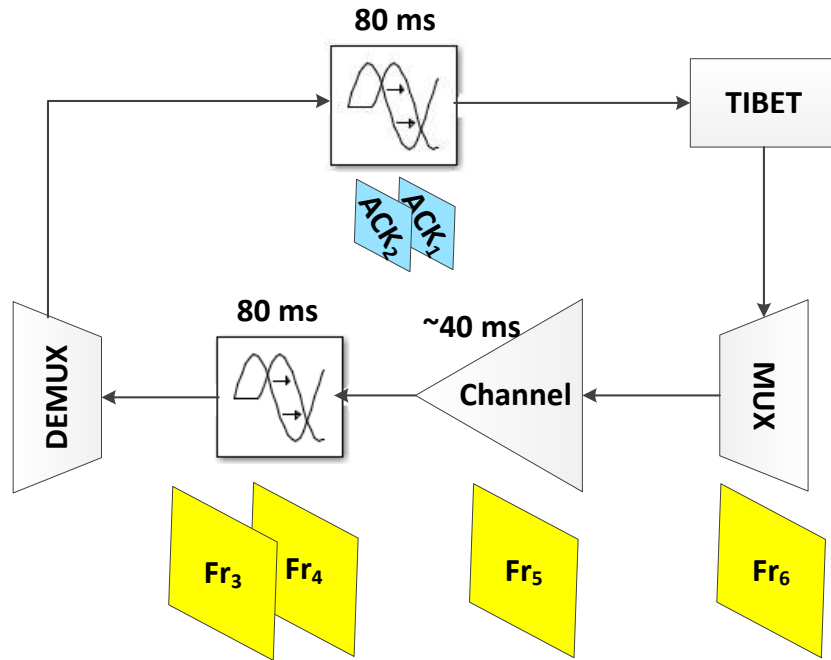 80 ms
TIBET
ACK₂
ACK₁
80 ms
~40 ms
DEMUX
Channel
MUX
Fr₃
Fr₄
Fr₅
Fr₆